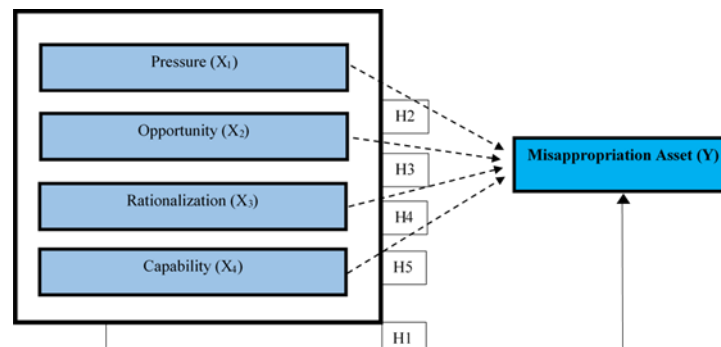 Pressure (X₁)
H2
Opportunity (X₂)
Misappropriation Asset (Y)
H3
Rationalization (X₃)
H4
Capability (X₄)
H5
H1